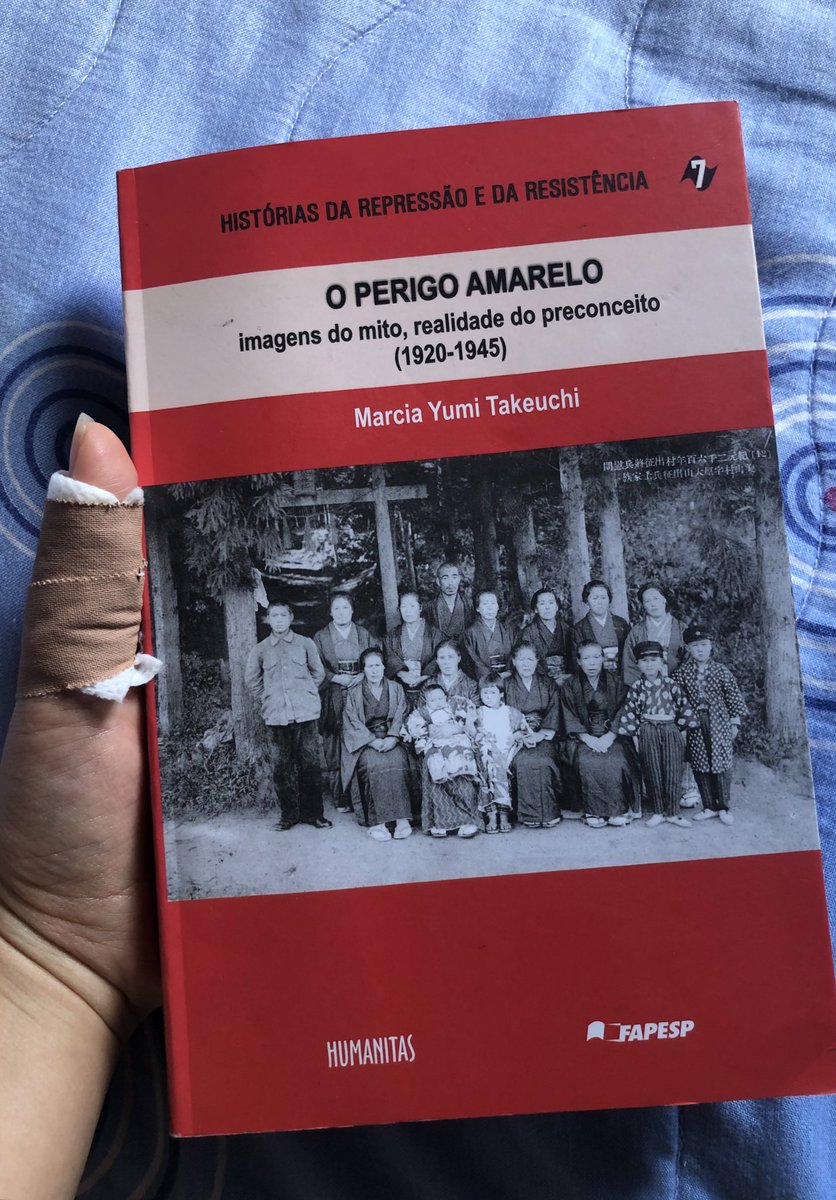 HISTÓRIAS DA REPRESSÃO E DA RESISTÊNCIA
7
O PERIGO AMARELO
imagens do mito, realidade do preconceito
(1920-1945)
Marcia Yumi Takeuchi
HUMANITAS
FAPESP